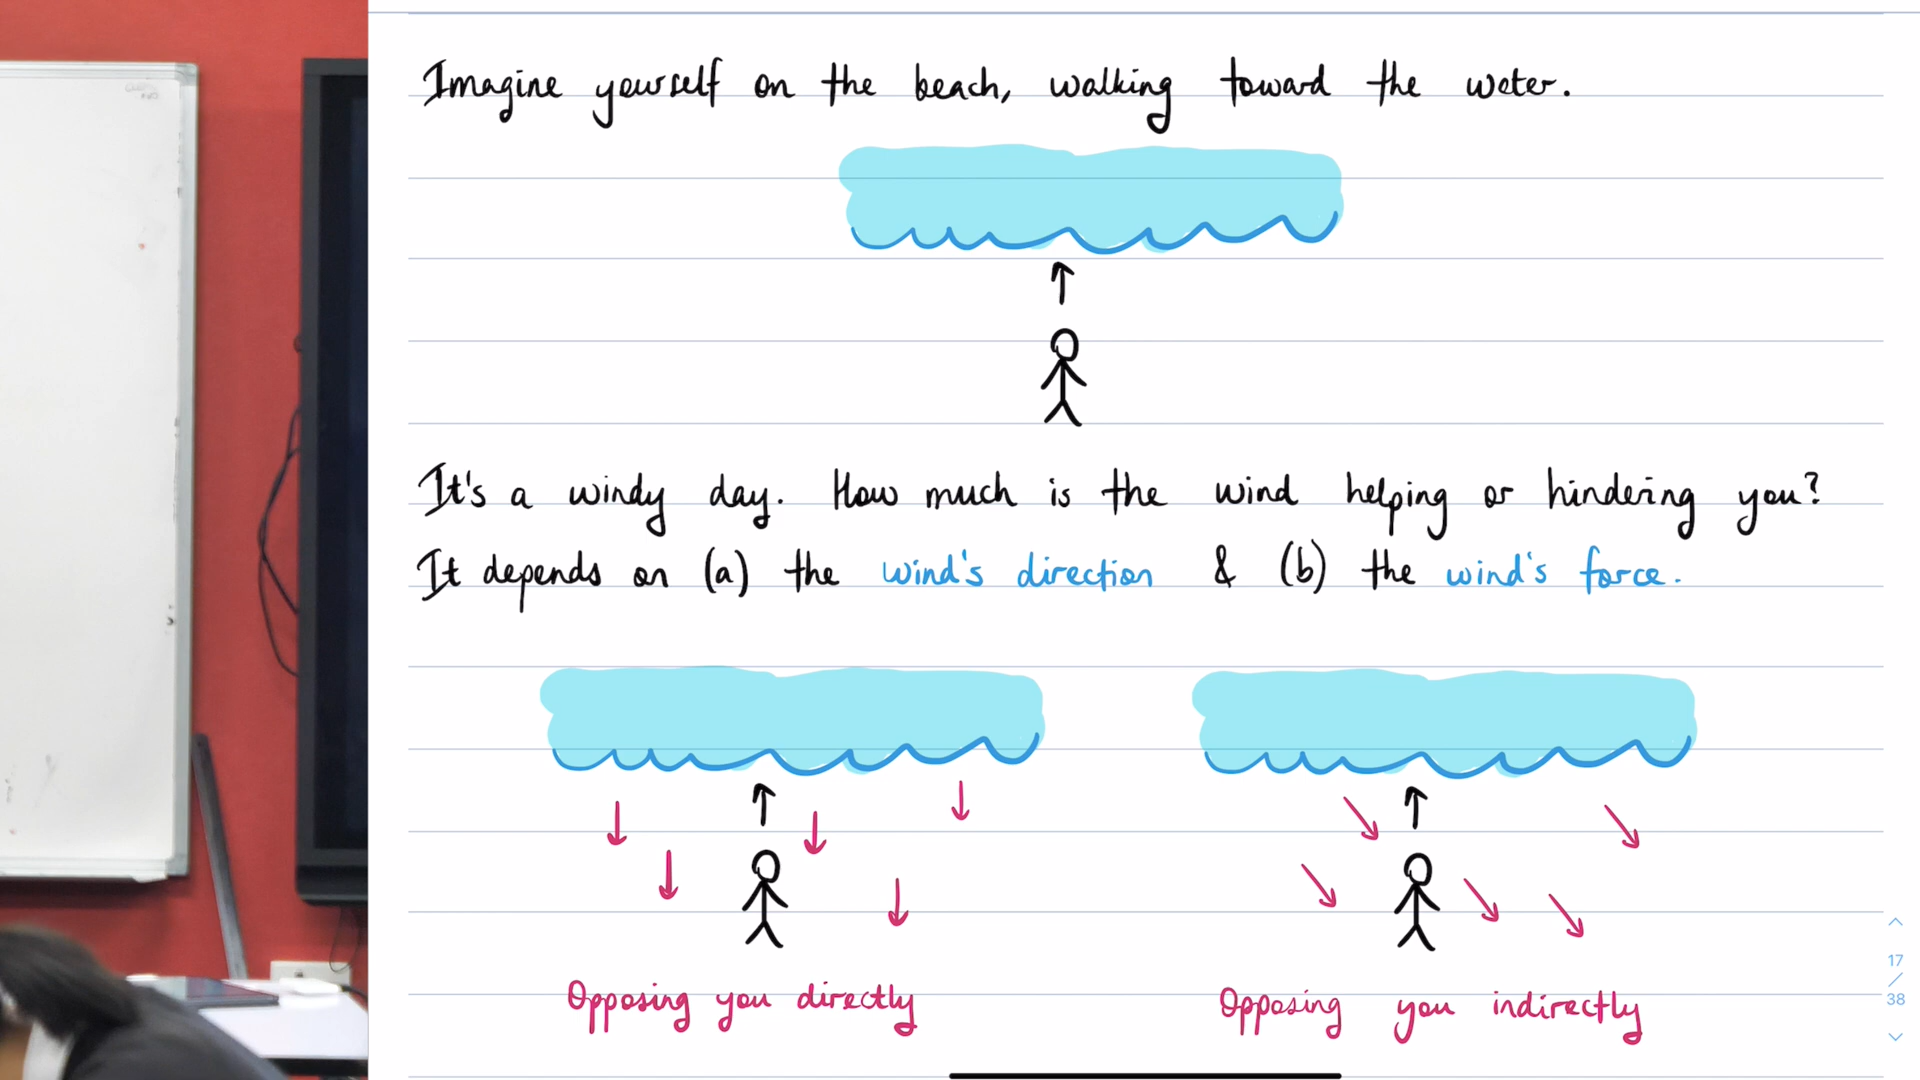 Imagine yourself on the beach, walking toward the water.
It's a windy day. How much is the wind helping or hindering you?
It depends on (a) the wind's direction & (b) the wind's force.
Opposing you directly
Opposing you indirectly
17
/
38